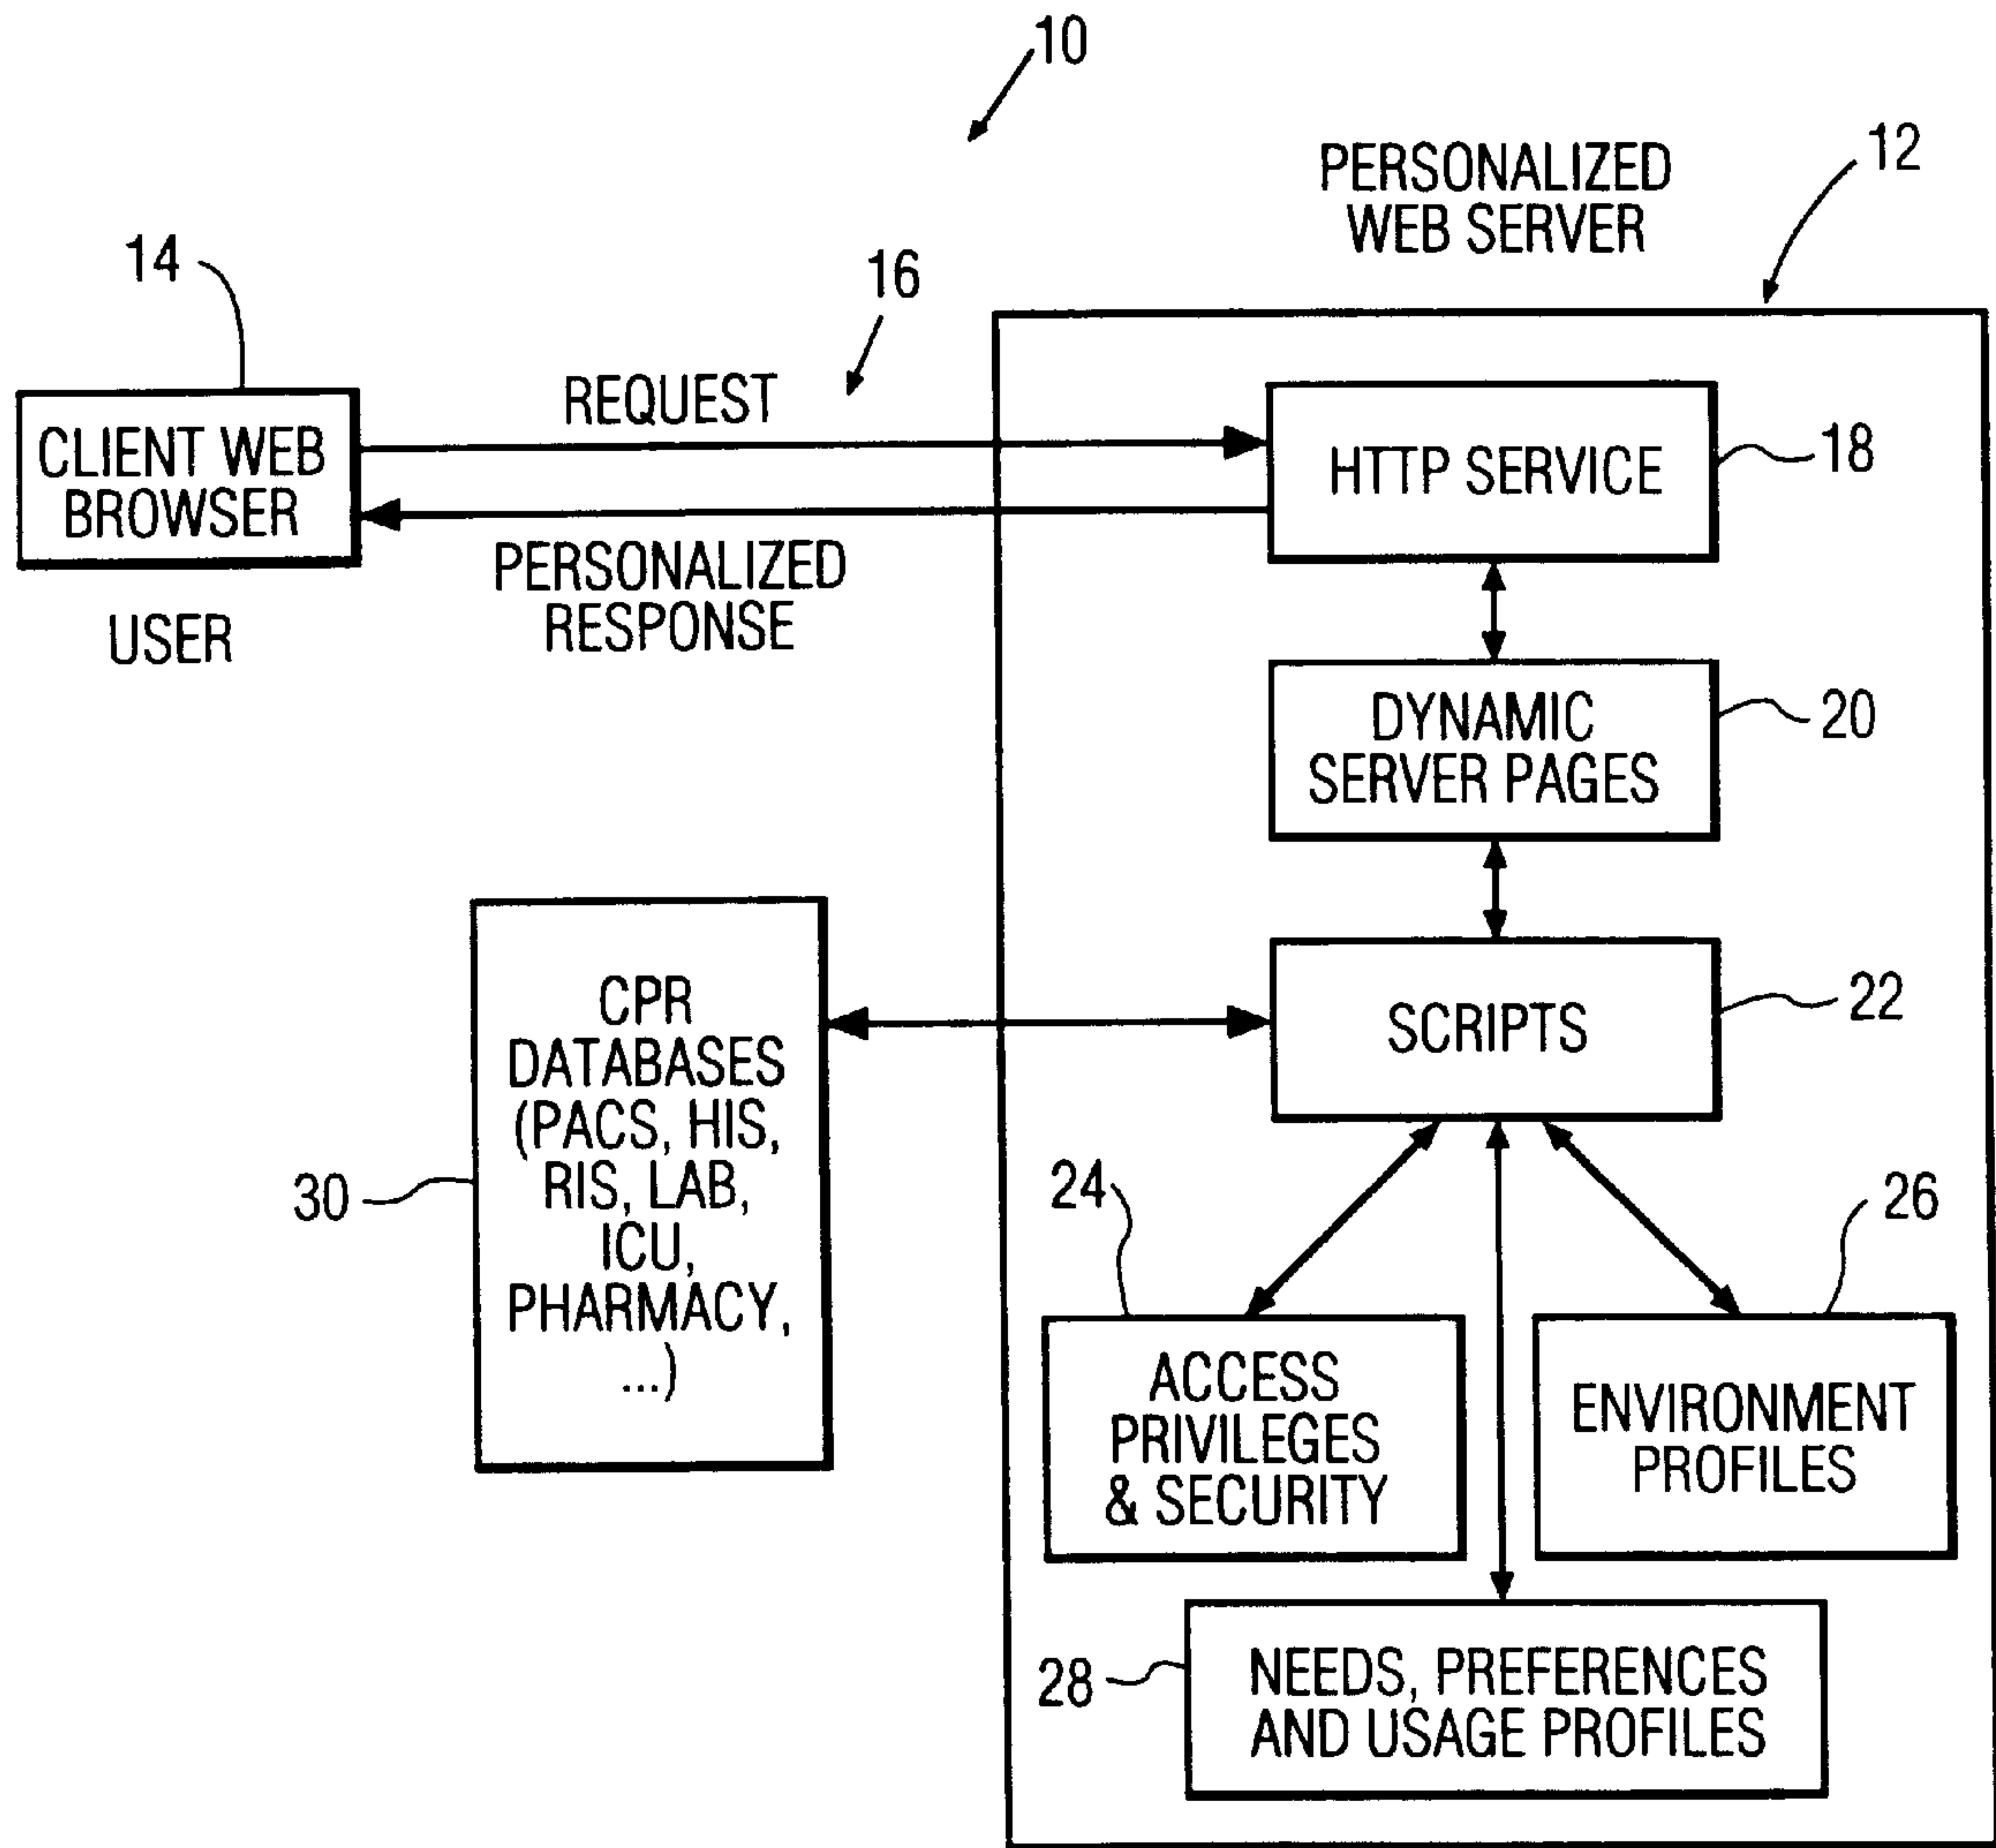 10
PERSONALIZED
WEB SERVER
12
14
16
CLIENT WEB
BROWSER
USER
REQUEST
PERSONALIZED
RESPONSE
HTTP SERVICE
18
DYNAMIC
SERVER PAGES
20
SCRIPTS
22
CPR
DATABASES
(PACS, HIS,
RIS, LAB,
ICU,
PHARMACY,
...)
30
24
ACCESS
PRIVILEGES
& SECURITY
26
ENVIRONMENT
PROFILES
28
NEEDS, PREFERENCES
AND USAGE PROFILES